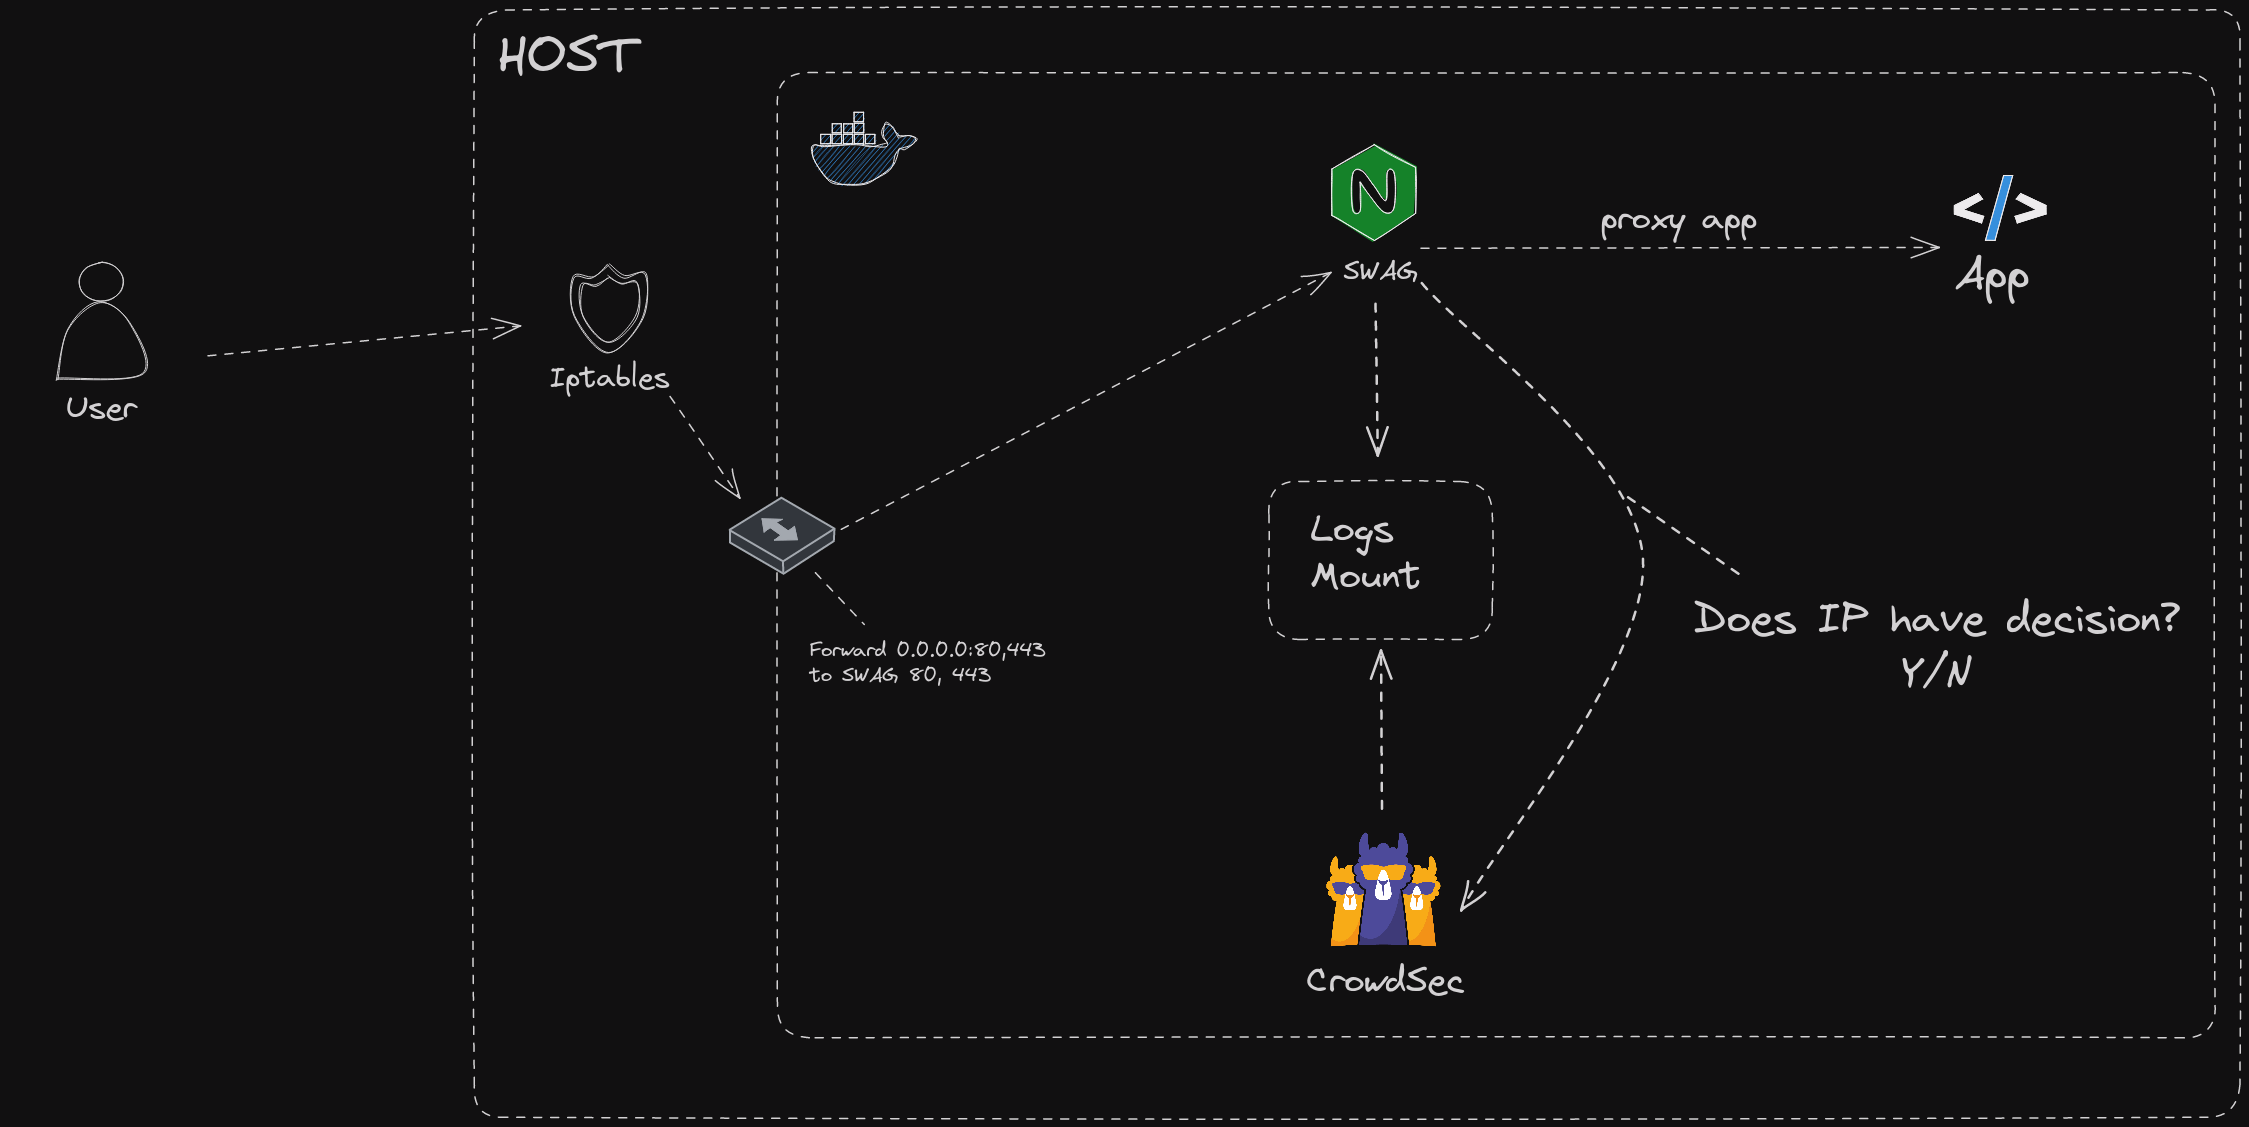 HOST
N
SWAG
proxy app
</>
App
User
Iptables
Logs
Mount
Does IP have decision?
Y/N
Forward 0.0.0.0:80,443
to SWAG 80, 443
CrowdSec